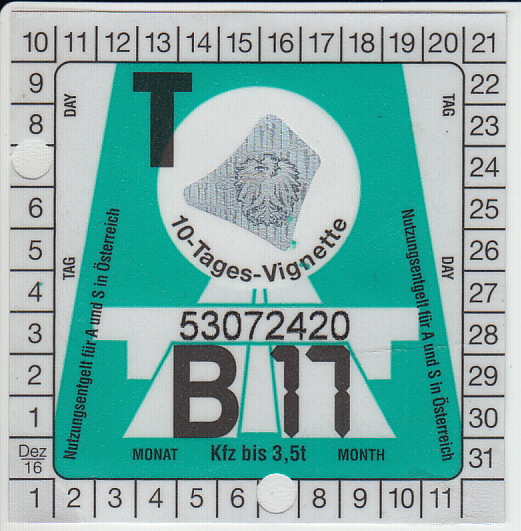 10 11 12 13 14 15 16 17 18 19 20 21
9
8
6
5
4
3
2
1
Dez
16
22
23
24
25
26
27
28
29
30
31
1 2 3 4 5 6 8 9 10 11
DAY
TAG
T
10-Tages-Vignette
TAG
DAY
Nutzungsentgelt für A und S in Österreich
Nutzungsentgelt für A und S in Österreich
53072420
B 17
MONAT Kfz bis 3,5t MONTH